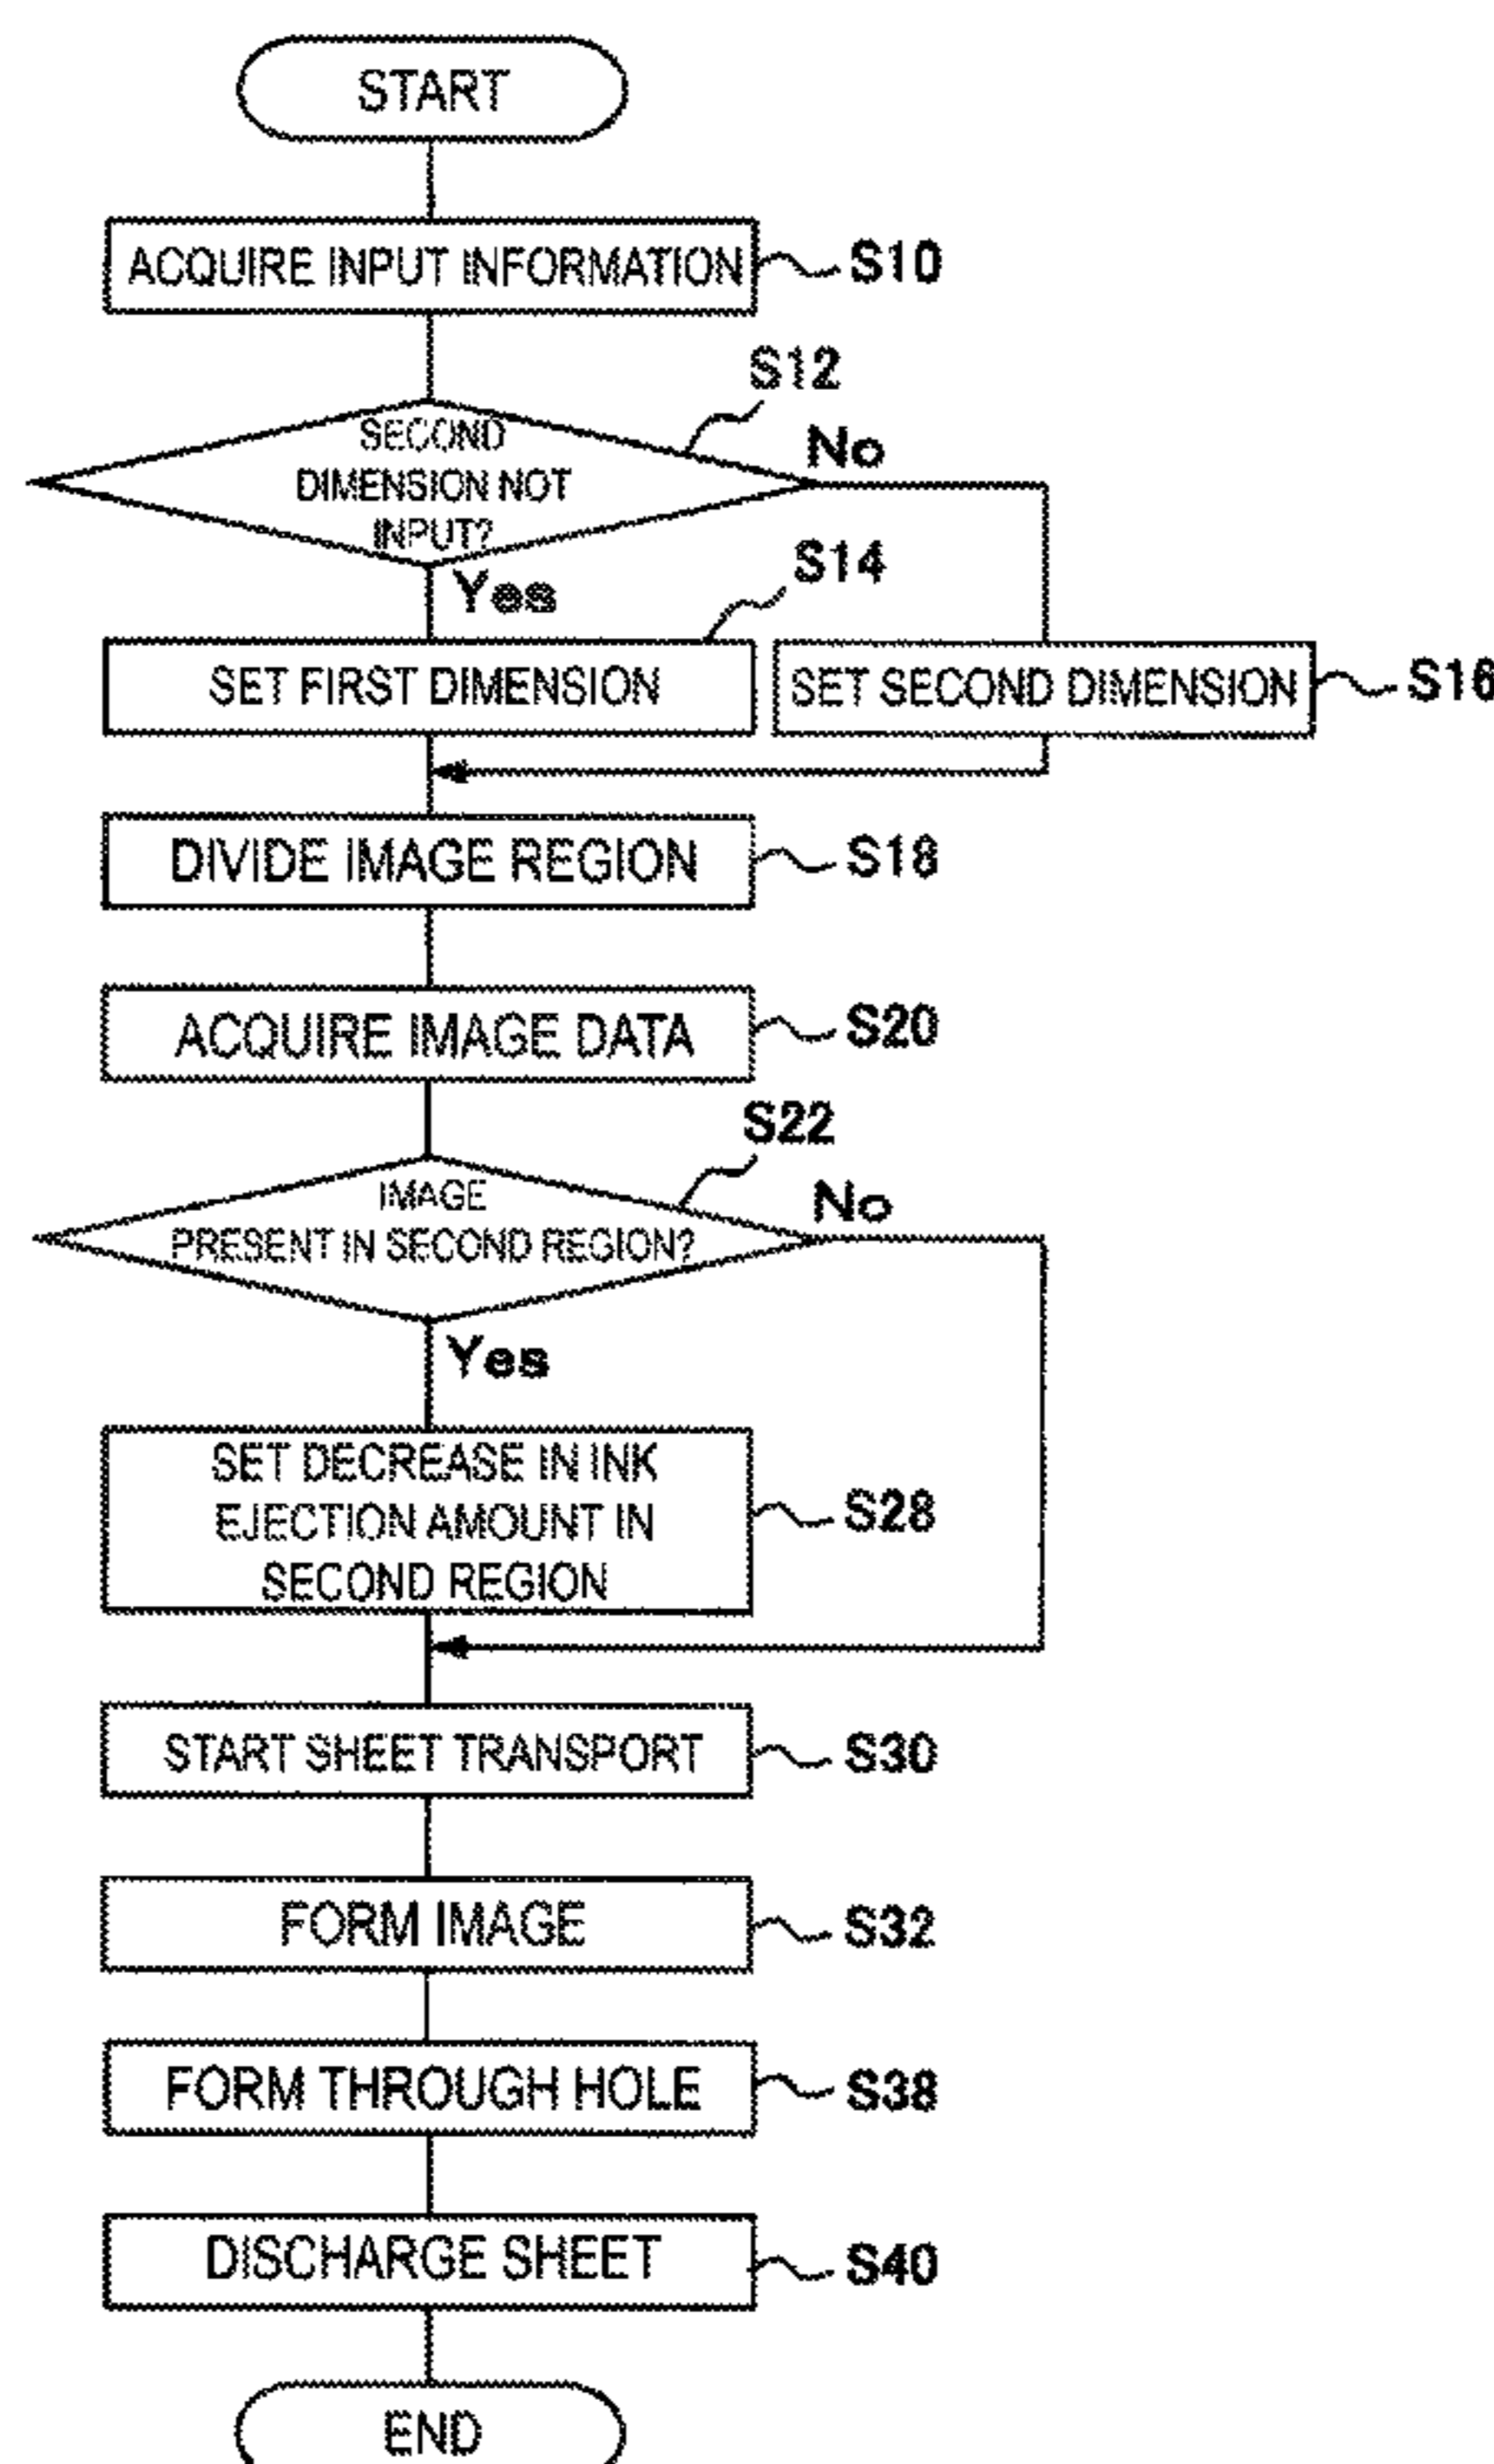 START
ACQUIRE INPUT INFORMATION
S10
S12
SECOND
DIMENSION NOT
INPUT?
No
Yes
S14
SET FIRST DIMENSION
SET SECOND DIMENSION
S16
DIVIDE IMAGE REGION
S18
ACQUIRE IMAGE DATA
S20
S22
IMAGE
PRESENT IN SECOND REGION?
No
Yes
SET DECREASE IN INK
EJECTION AMOUNT IN
SECOND REGION
S28
START SHEET TRANSPORT
S30
FORM IMAGE
S32
FORM THROUGH HOLE
S38
DISCHARGE SHEET
S40
END